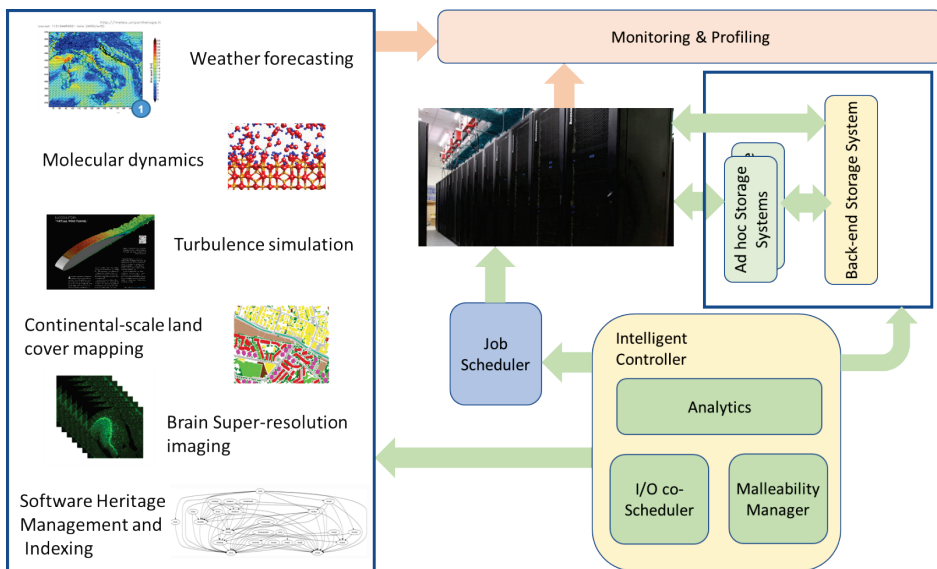 Weather forecasting
1
Molecular dynamics
Turbulence simulation
Continental-scale land
cover mapping
Brain Super-resolution
imaging
Software Heritage
Management and
Indexing
Monitoring & Profiling
Ad hoc Storage
Systems
Back-end Storage System
Job
Scheduler
Intelligent
Controller
Analytics
I/O co-
Scheduler
Malleability
Manager